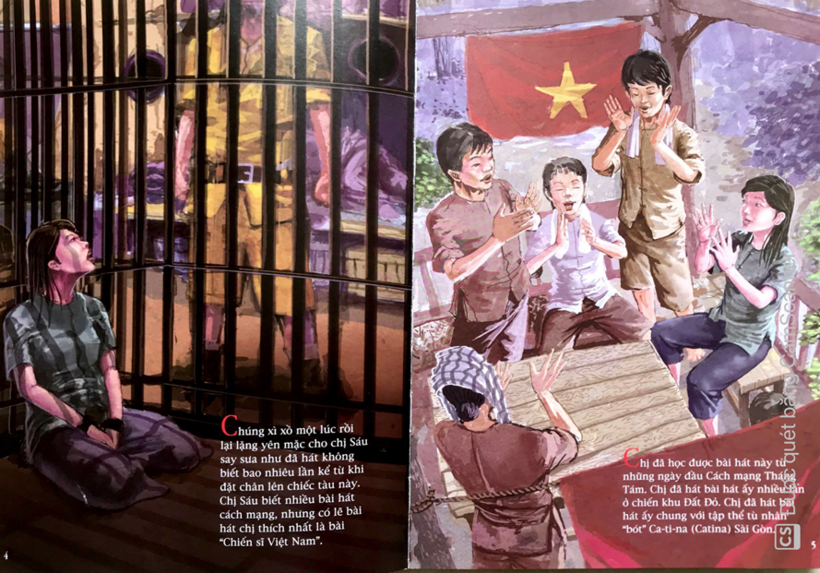 Chúng xì xồ một lúc rồi
lại lặng yên mặc cho chị Sáu
say sưa như đã hát không
biết bao nhiêu lần kể từ khi
đặt chân lên chiếc tàu này.
Chị Sáu biết nhiều bài hát
cách mạng, nhưng có lẽ bài
hát chị thích nhất là bài
“Chiến sĩ Việt Nam”.
4
Chị đã học được bài hát này từ
những ngày đầu Cách mạng Tháng
Tám. Chị đã hát bài hát ấy nhiều lần
ở chiến khu Đất Đỏ. Chị đã hát bài
hát ấy chung với tập thể tù nhân
“bót” Ca-ti-na (Catina) Sài Gòn.
5
CS Được quét bằng CamScanner